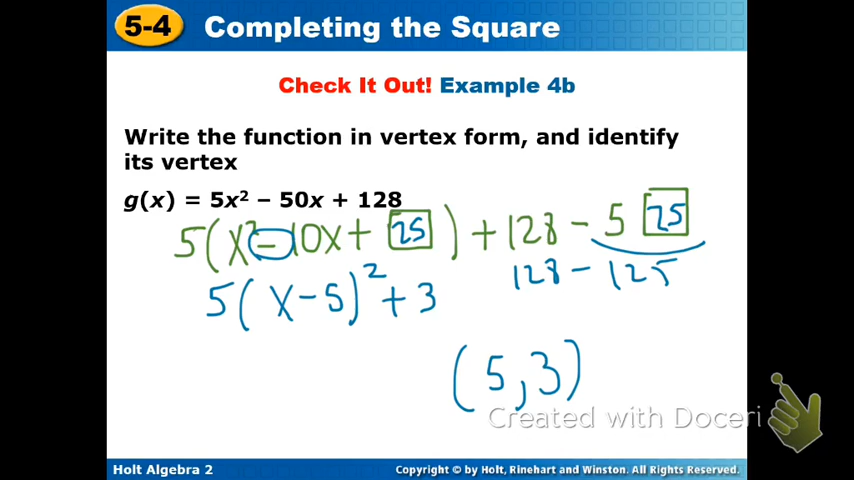 5-4 Completing the Square
Check It Out! Example 4b
Write the function in vertex form, and identify
its vertex
g(x) = 5x² – 50x + 128
5(x² – 10x + 25) + 128 – 5 25
128 – 125
5(x – 5)² + 3
(5, 3)
Created with Doceri
Holt Algebra 2
Copyright © by Holt, Rinehart and Winston. All Rights Reserved.